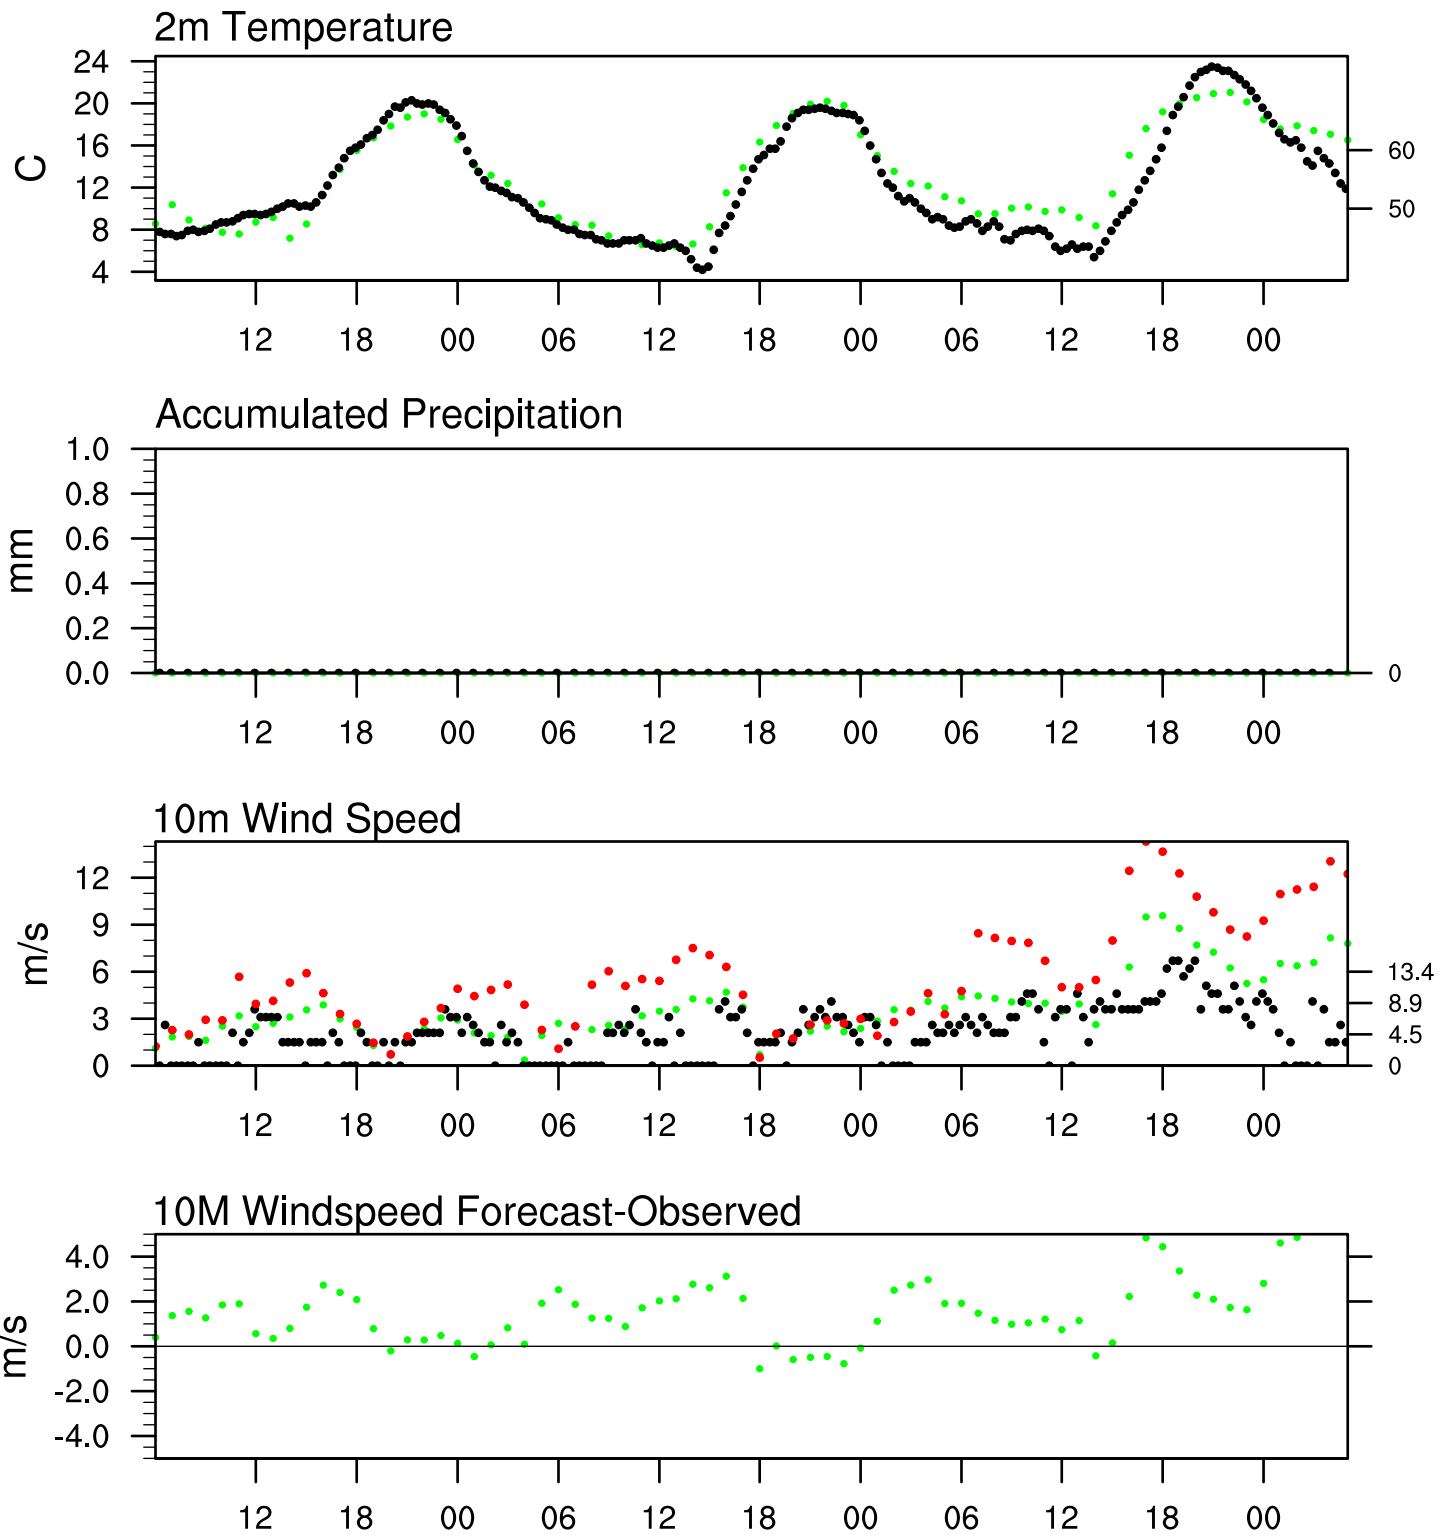 2m Temperature
C
24
20
16
12
8
4
60
50
12 18 00 06 12 18 00 06 12 18 00
Accumulated Precipitation
mm
1.0
0.8
0.6
0.4
0.2
0.0
0
12 18 00 06 12 18 00 06 12 18 00
10m Wind Speed
m/s
12
9
6
3
0
13.4
8.9
4.5
0
12 18 00 06 12 18 00 06 12 18 00
10M Windspeed Forecast-Observed
m/s
4.0
2.0
0.0
-2.0
-4.0
12 18 00 06 12 18 00 06 12 18 00